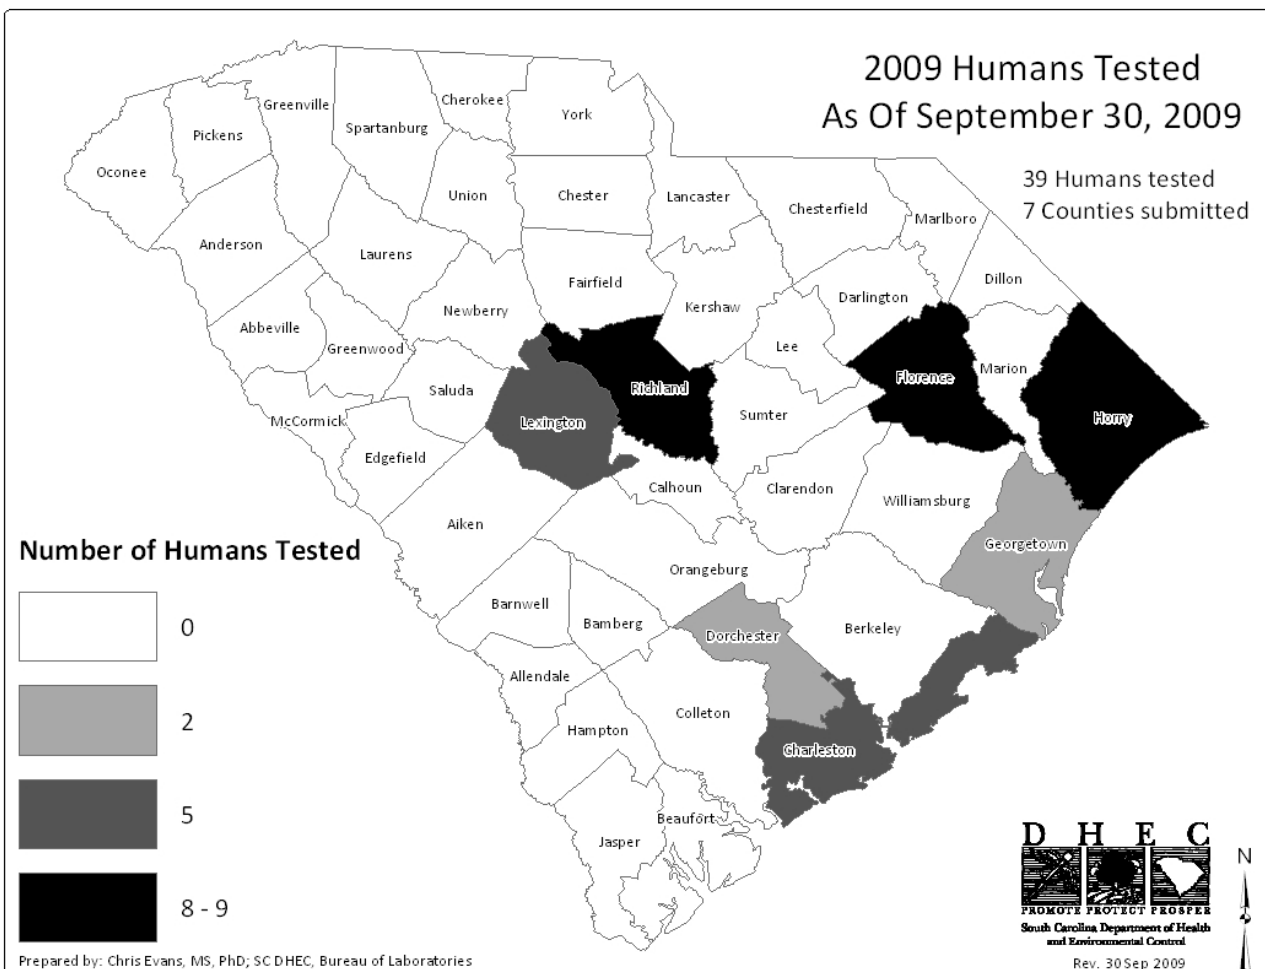 2009 Humans Tested
As Of September 30, 2009
39 Humans tested
7 Counties submitted
Cherokee
Greenville
York
Spartanburg
Pickens
Oconee
Union
Chester
Lancaster
Chesterfield
Marlboro
Anderson
Laurens
Dillon
Fairfield
Darlington
Kershaw
Newberry
Abbeville
Greenwood
Lee
Marion
Florence
Richland
Saluda
Sumter
Horry
McCormick
Lexington
Edgefield
Calhoun
Clarendon
Williamsburg
Aiken
Georgetown
Orangeburg
Barnwell
Bamberg
Berkeley
Dorchester
Allendale
Colleton
Hampton
Charleston
Beaufort
Jasper
Number of Humans Tested
0
2
5
8 - 9
D H E C
PROMOTE PROTECT PROSPER
South Carolina Department of Health
and Environmental Control
N
Rev. 30 Sep 2009
Prepared by: Chris Evans, MS, PhD; SC DHEC, Bureau of Laboratories